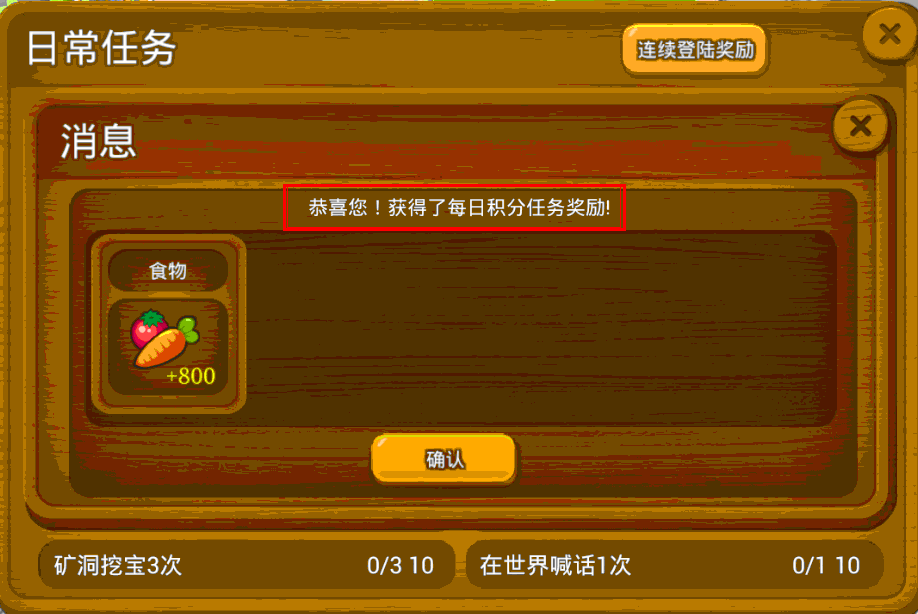 日常任务
连续登陆奖励
消息
恭喜您！获得了每日积分任务奖励!
食物
+800
确认
矿洞挖宝3次 0/3 10
在世界喊话1次 0/1 10